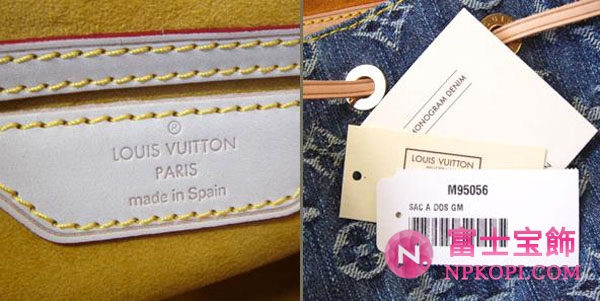 ®
LOUIS VUITTON
PARIS
made in Spain
MONOGRAM DENIM
LOUIS VUITTON
M95056
SAC A DOS GM
N
富士宝飾
NPKOPI.COM